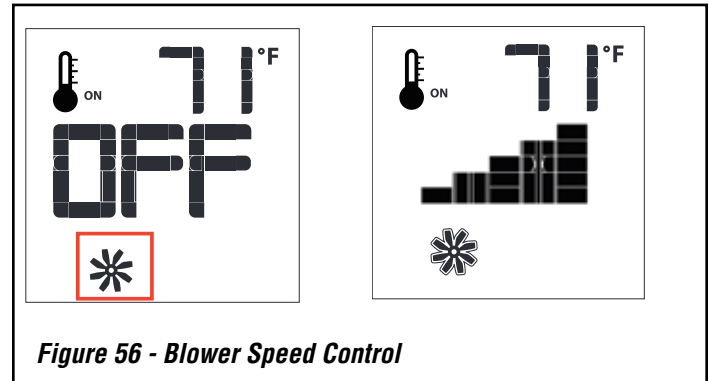 71 °F
ON
OFF
71 °F
ON
Figure 56 - Blower Speed Control